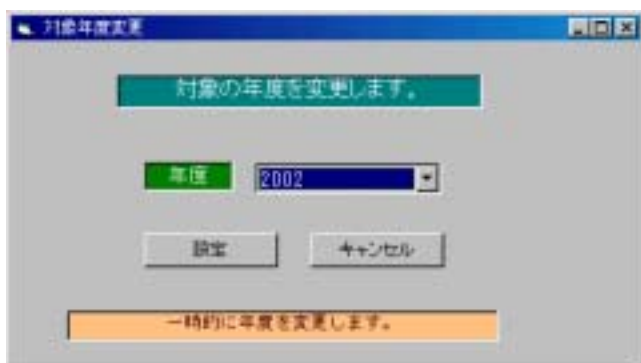 対象年度変更
対象の年度を変更します。
年度 2002
設定 キャンセル
一時的に年度を変更します。